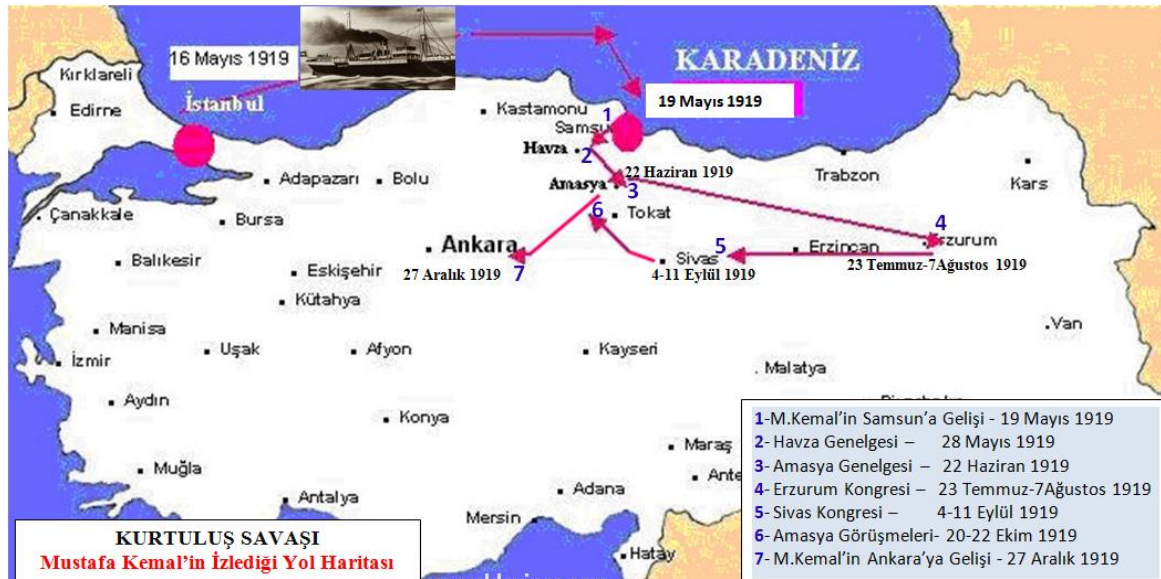 16 Mayıs 1919
KARADENİZ
Kırklareli
Edirne
İstanbul
19 Mayıs 1919
Kastamonu
1
Samsu
Havza
2
22 Haziran 1919
Trabzon
Kars
Adapazarı
Bolu
Amasya
3
Çanakkale
Bursa
6
Tokat
4
Ankara
5
Sivas
Erzincan
rzurum
Balıkesir
Eskişehir
27 Aralık 1919
7
4-11 Eylül 1919
23 Temmuz-7Ağustos 1919
Kütahya
Manisa
Van
İzmir
Uşak
Afyon
Kayseri
Malatya
Aydın
Konya
Maraş
Muğla
Antalya
Adana
Ante
Mersin
Hatay
KURTULUŞ SAVAŞI
Mustafa Kemal'in İzlediği Yol Haritası
1-M.Kemal'in Samsun'a Gelişi - 19 Mayıs 1919
2- Havza Genelgesi – 28 Mayıs 1919
3- Amasya Genelgesi – 22 Haziran 1919
4- Erzurum Kongresi – 23 Temmuz-7Ağustos 1919
5- Sivas Kongresi - 4-11 Eylül 1919
6- Amasya Görüşmeleri- 20-22 Ekim 1919
7- M.Kemal'in Ankara'ya Gelişi - 27 Aralık 1919